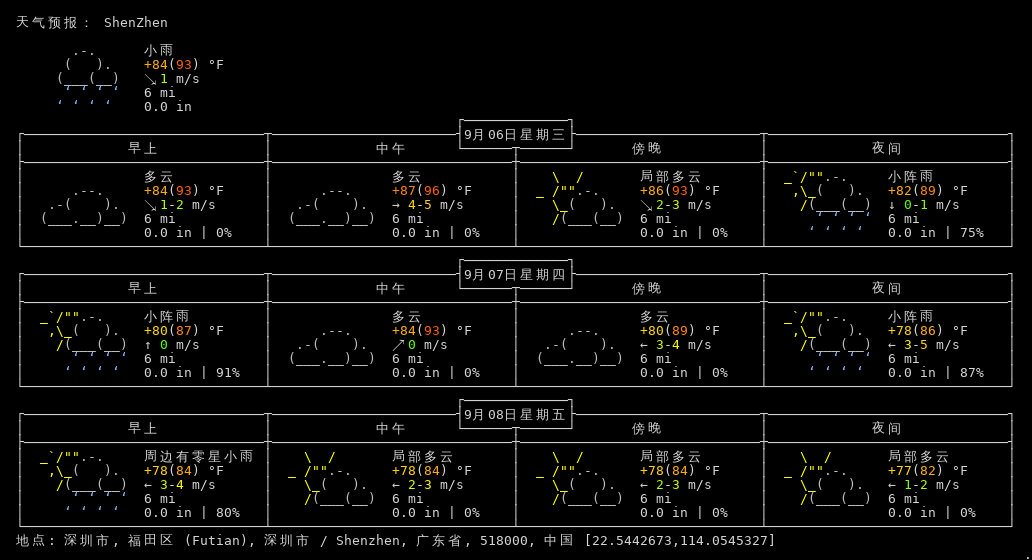 天气预报： ShenZhen
小雨
+84(93) °F
↘1 m/s
6 mi
0.0 in
9月06日星期三
早上 中午 傍晚 夜间
多云 多云 局部多云 小阵雨
+84(93) °F +87(96) °F +86(93) °F +82(89) °F
↘1-2 m/s → 4-5 m/s ↘2-3 m/s ↓ 0-1 m/s
6 mi 6 mi 6 mi 6 mi
0.0 in | 0% 0.0 in | 0% 0.0 in | 0% 0.0 in | 75%
9月07日星期四
早上 中午 傍晚 夜间
小阵雨 多云 多云 小阵雨
+80(87) °F +84(93) °F +80(89) °F +78(86) °F
↑ 0 m/s ↗0 m/s ← 3-4 m/s ← 3-5 m/s
6 mi 6 mi 6 mi 6 mi
0.0 in | 91% 0.0 in | 0% 0.0 in | 0% 0.0 in | 87%
9月08日星期五
早上 中午 傍晚 夜间
周边有零星小雨 局部多云 局部多云 局部多云
+78(84) °F +78(84) °F +78(84) °F +77(82) °F
← 3-4 m/s ← 2-3 m/s ← 2-3 m/s ← 1-2 m/s
6 mi 6 mi 6 mi 6 mi
0.0 in | 80% 0.0 in | 0% 0.0 in | 0% 0.0 in | 0%
地点: 深圳市, 福田区 (Futian), 深圳市 / Shenzhen, 广东省, 518000, 中国 [22.5442673,114.0545327]